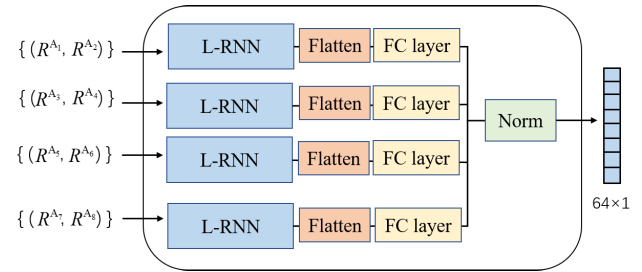 { ( R^A₁, R^A₂ ) } L-RNN Flatten FC layer
{ ( R^A₃, R^A₄ ) } L-RNN Flatten FC layer
Norm
{ ( R^A₅, R^A₆ ) } L-RNN Flatten FC layer
64×1
{ ( R^A₇, R^A₈ ) } L-RNN Flatten FC layer